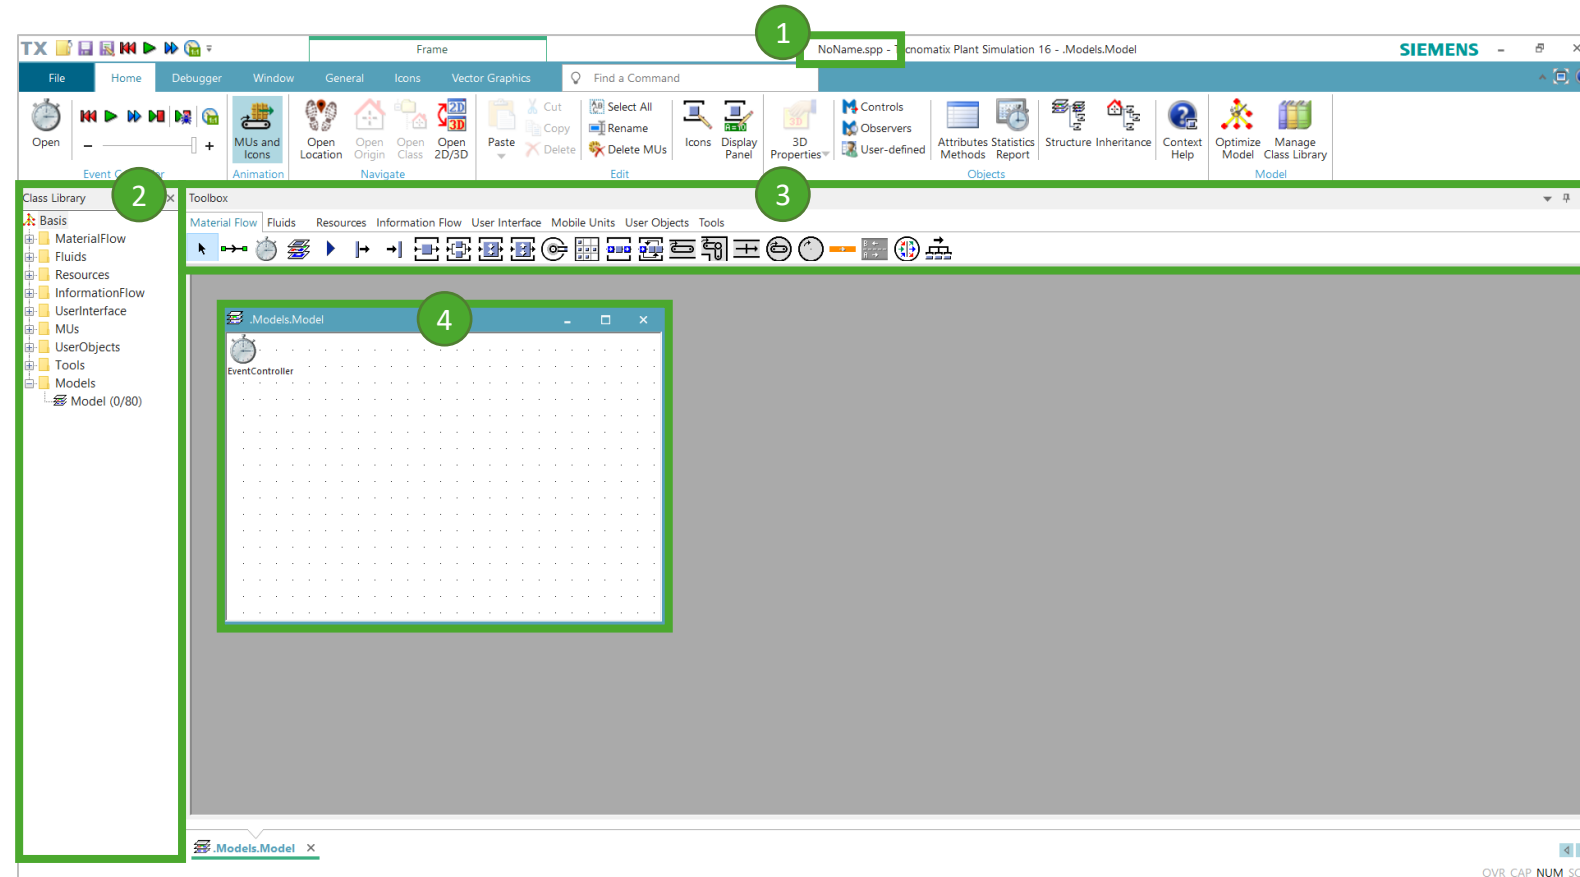 1
TX
Frame
NoName.spp - Tecnomatix Plant Simulation 16 - .Models.Model
SIEMENS
File Home Debugger Window General Icons Vector Graphics Find a Command
Open
MUs and Icons
Open Location
Open Origin
Open Class
Open 2D/3D
Paste
Cut
Copy
Delete
Select All
Rename
Delete MUs
Icons
Display Panel
3D Properties
Controls
Observers
User-defined
Attributes Methods
Statistics Report
Structure
Inheritance
Context Help
Optimize Model
Manage Class Library
Animation
Navigate
Edit
Objects
Model
2
3
Class Library
Basis
MaterialFlow
Fluids
Resources
InformationFlow
UserInterface
MUs
UserObjects
Tools
Models
Model (0/80)
Toolbox
Material Flow Fluids Resources Information Flow User Interface Mobile Units User Objects Tools
.Models.Model
4
EventController
.Models.Model
OVR CAP NUM